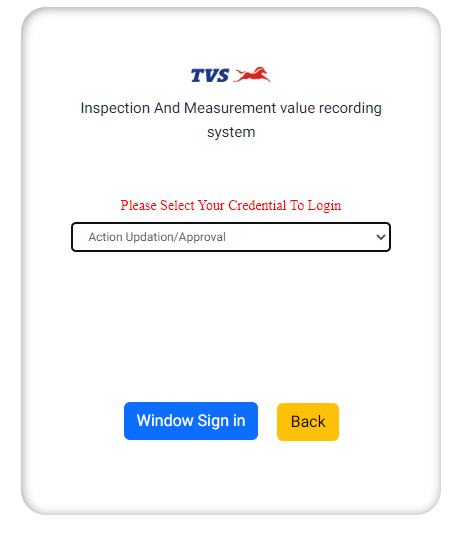 TVS
Inspection And Measurement value recording
system
Please Select Your Credential To Login
Action Updation/Approval
Window Sign in
Back